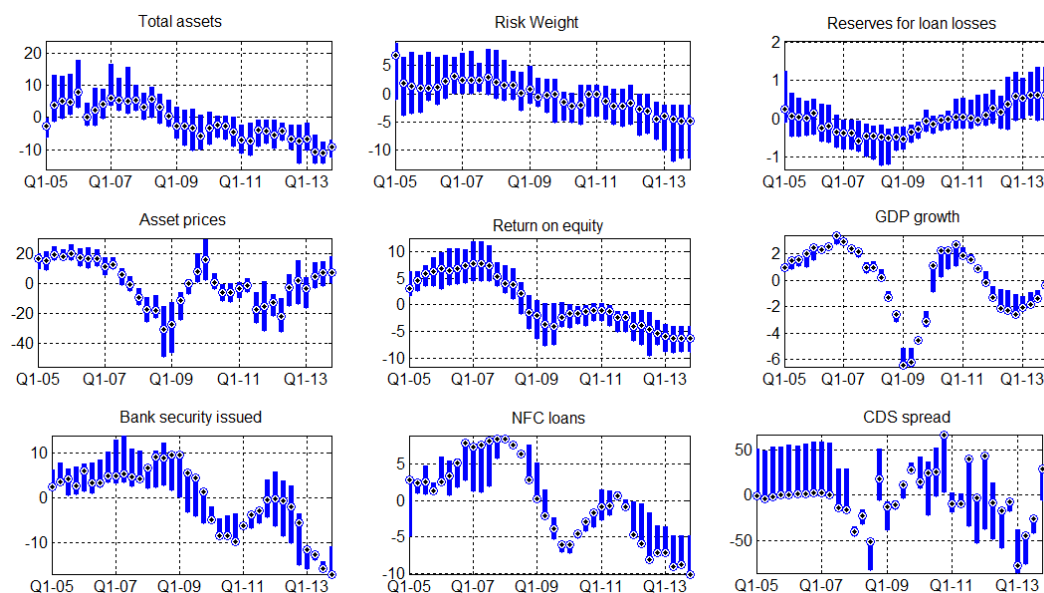 Total assets
20
10
0
-10
Q1-05 Q1-07 Q1-09 Q1-11 Q1-13
Risk Weight
5
0
-5
-10
Q1-05 Q1-07 Q1-09 Q1-11 Q1-13
Reserves for loan losses
2
1
0
-1
Q1-05 Q1-07 Q1-09 Q1-11 Q1-13
Asset prices
20
0
-20
-40
Q1-05 Q1-07 Q1-09 Q1-11 Q1-13
Return on equity
10
5
0
-5
-10
Q1-05 Q1-07 Q1-09 Q1-11 Q1-13
GDP growth
2
0
-2
-4
-6
Q1-05 Q1-07 Q1-09 Q1-11 Q1-13
Bank security issued
10
0
-10
Q1-05 Q1-07 Q1-09 Q1-11 Q1-13
NFC loans
5
0
-5
-10
Q1-05 Q1-07 Q1-09 Q1-11 Q1-13
CDS spread
50
0
-50
Q1-05 Q1-07 Q1-09 Q1-11 Q1-13